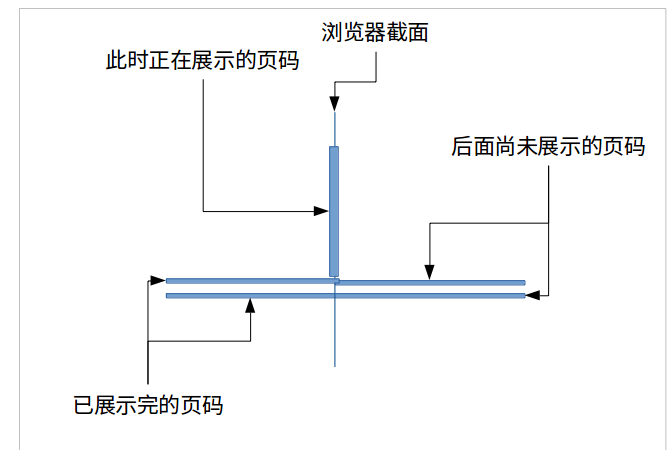 浏览器截面
此时正在展示的页码
后面尚未展示的页码
已展示完的页码